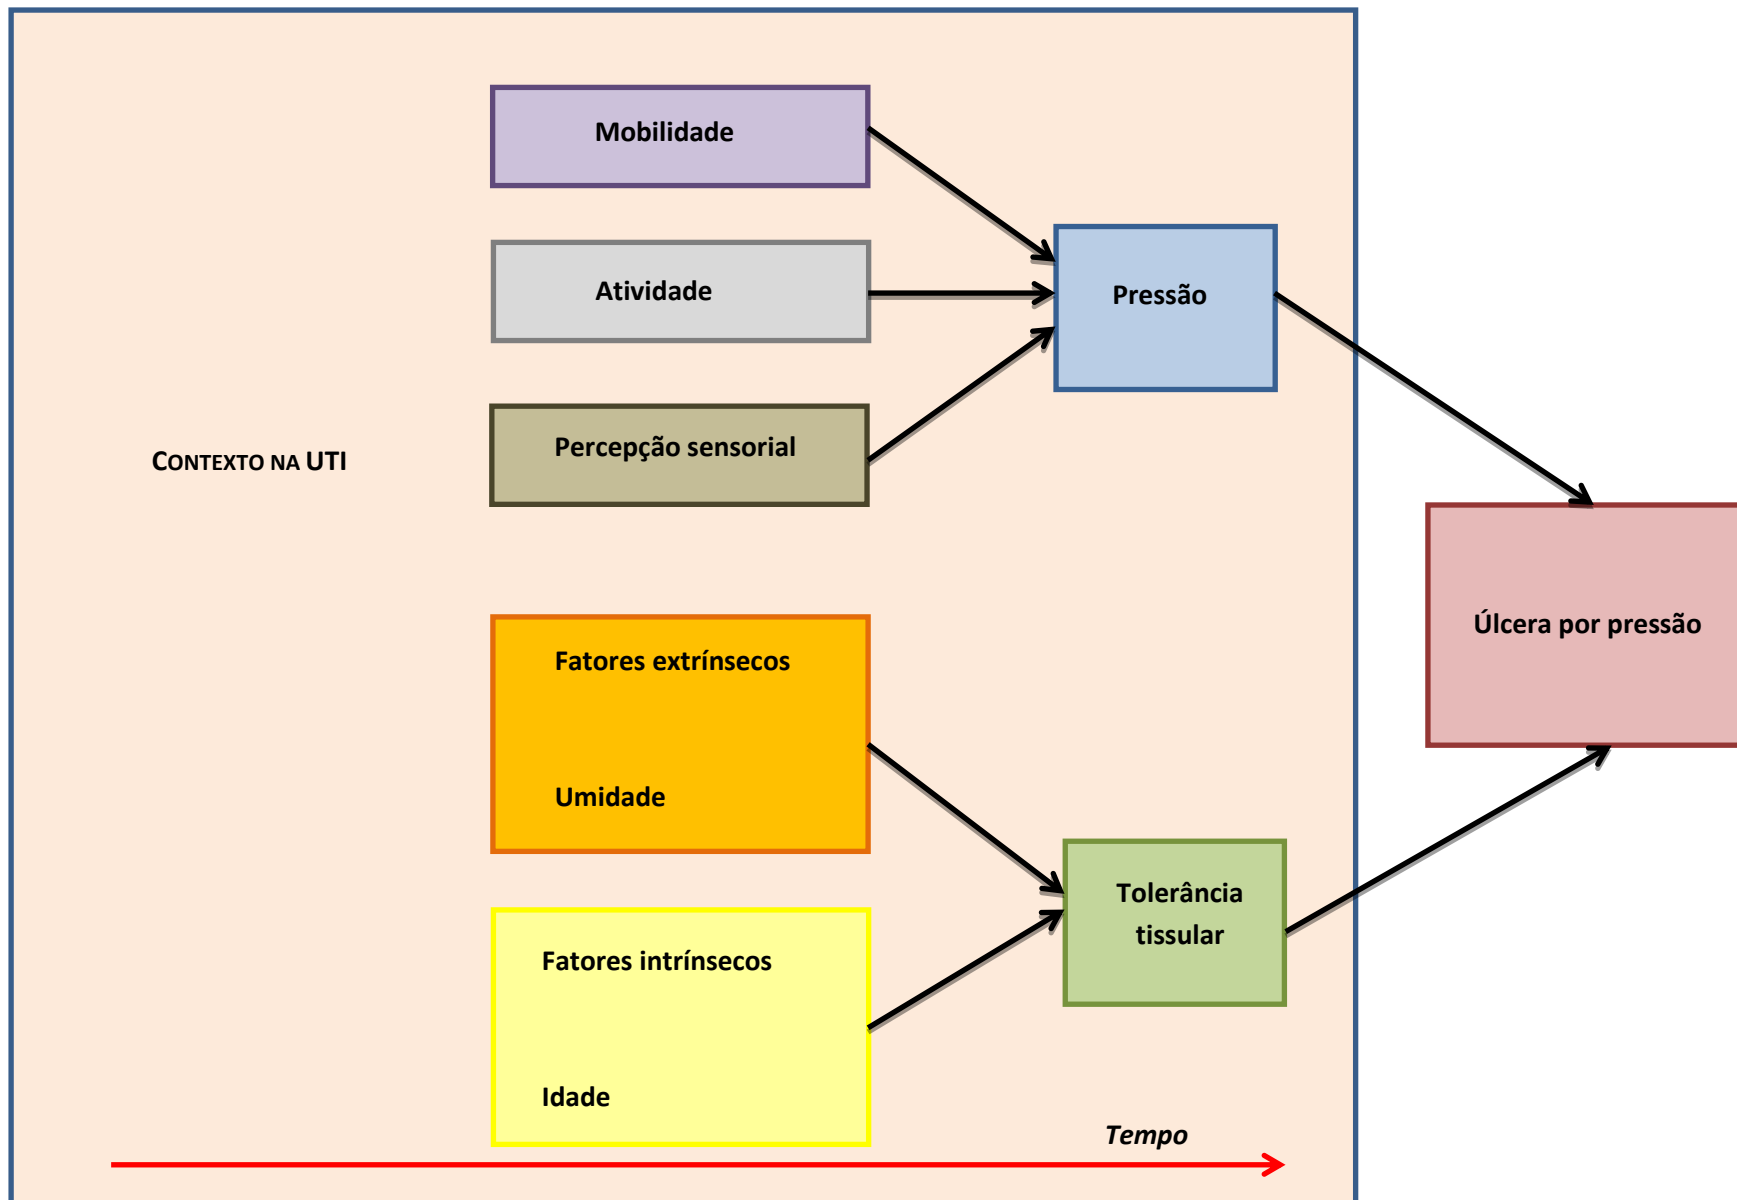 Mobilidade
Atividade
Pressão
Percepção sensorial
CONTEXTO NA UTI
Úlcera por pressão
Fatores extrínsecos
Umidade
Tolerância
tissular
Fatores intrínsecos
Idade
Tempo